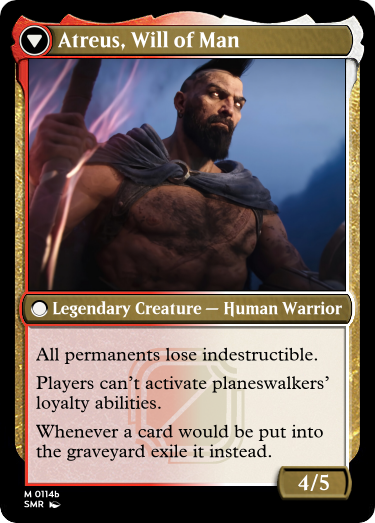 Atreus, Will of Man
Legendary Creature — Human Warrior
All permanents lose indestructible.
Players can't activate planeswalkers'
loyalty abilities.
Whenever a card would be put into
the graveyard exile it instead.
4/5
M 0114b
SMR